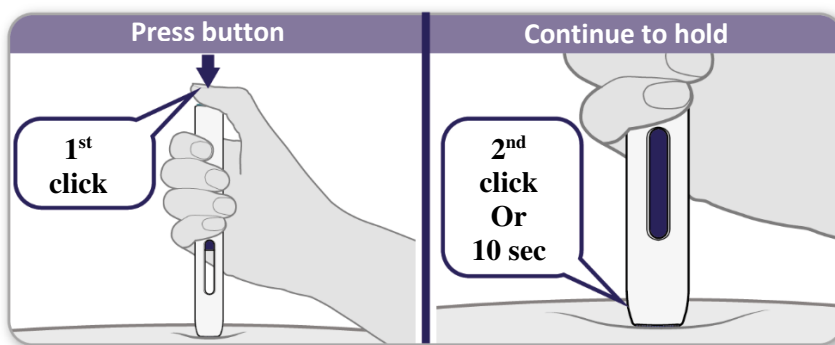 Press button
Continue to hold
1st
click
2nd
click
Or
10 sec